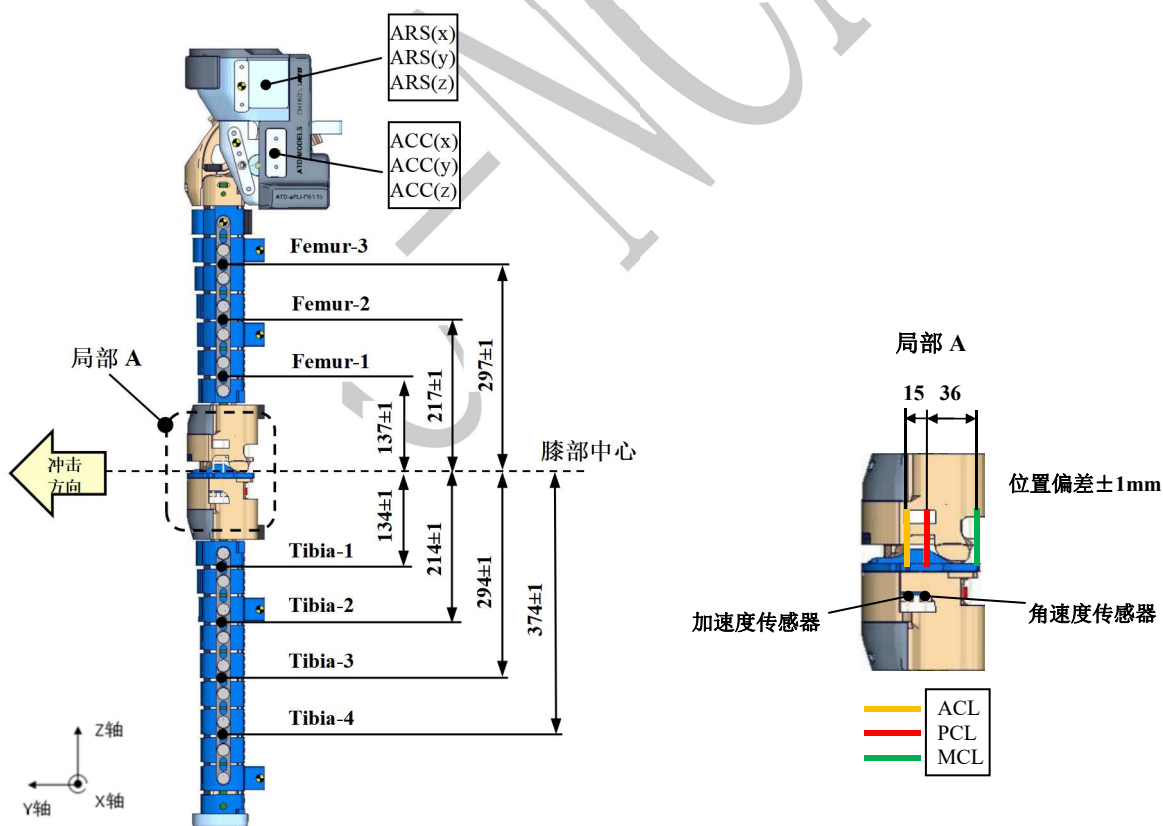 ARS(x)
ARS(y)
ARS(z)
ACC(x)
ACC(y)
ACC(z)
ATD-MODELS
Femur-3
Femur-2
Femur-1
297±1
217±1
137±1
局部 A
冲击
方向
膝部中心
134±1
214±1
294±1
374±1
Tibia-1
Tibia-2
Tibia-3
Tibia-4
Z轴
Y轴
X轴
局部 A
15
36
位置偏差±1mm
加速度传感器
角速度传感器
ACL
PCL
MCL